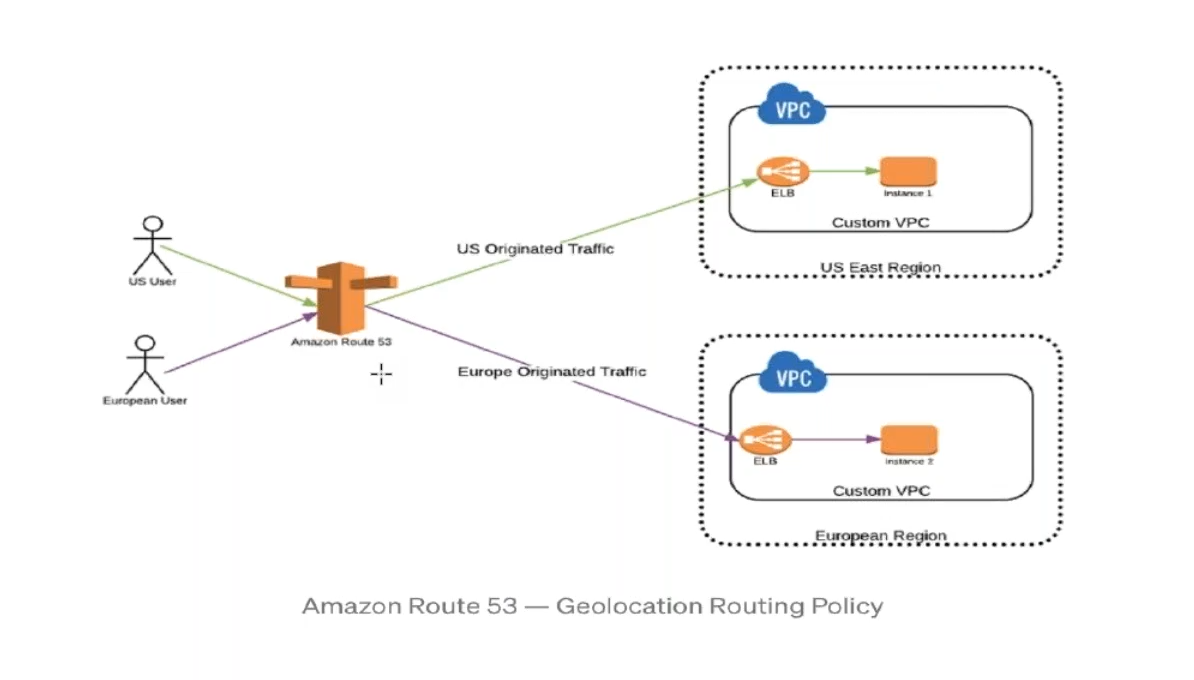 VPC
ELB
Instance 1
Custom VPC
US East Region
US Originated Traffic
US User
Amazon Route 53
European User
Europe Originated Traffic
VPC
ELB
Instance 2
Custom VPC
European Region
Amazon Route 53 — Geolocation Routing Policy